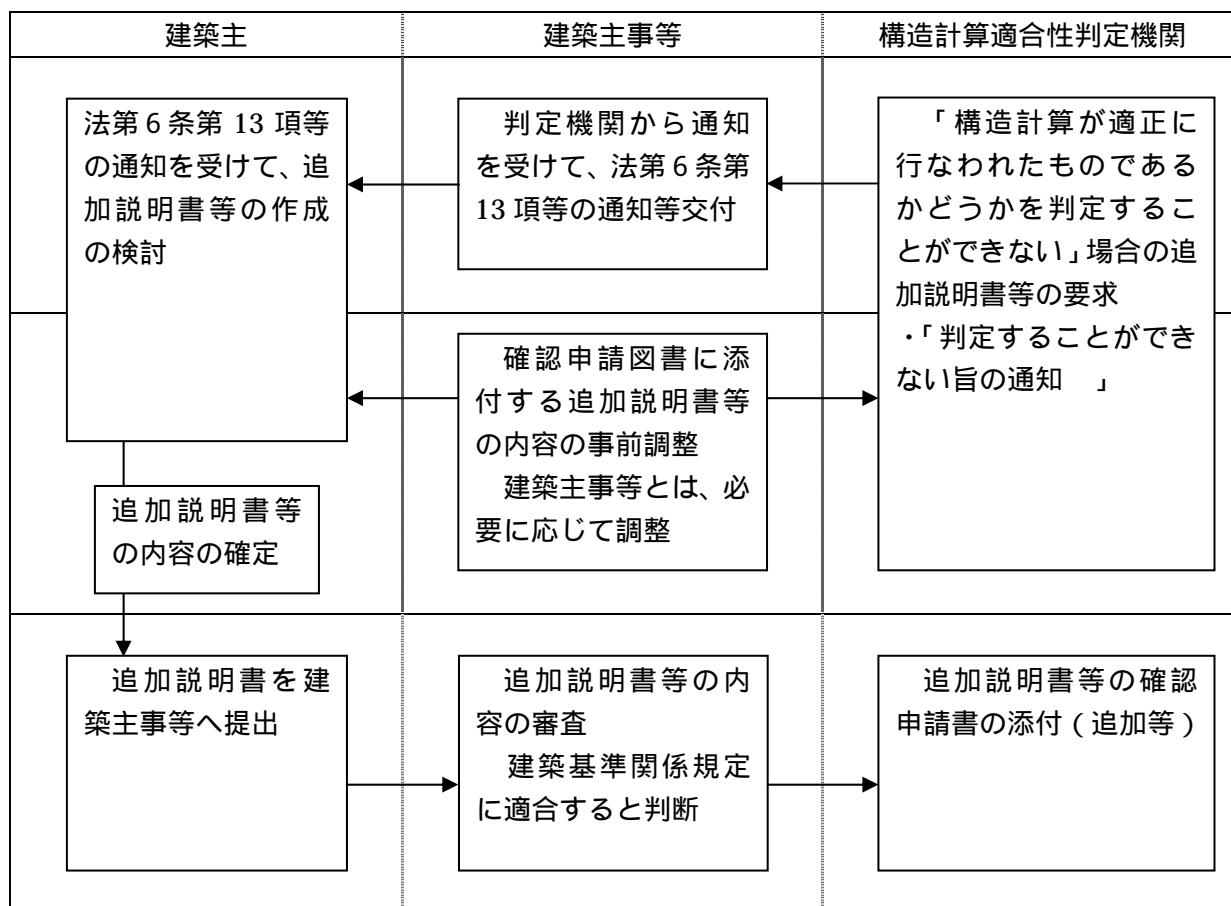 建築主
建築主事等
構造計算適合性判定機関
法第6条第 13 項等
の通知を受けて、追
加説明書等の作成
の検討
判定機関から通知
を受けて、法第6条第
13 項等の通知等交付
「構造計算が適正に
行なわれたものである
かどうかを判定するこ
とができない」場合の追
加説明書等の要求
・「判定することができ
ない旨の通知　」
確認申請図書に添
付する追加説明書等
の内容の事前調整
建築主事等とは、必
要に応じて調整
追加説明書等
の内容の確定
追加説明書を建
築主事等へ提出
追加説明書等の内
容の審査
建築基準関係規定
に適合すると判断
追加説明書等の確認
申請書の添付（追加等）